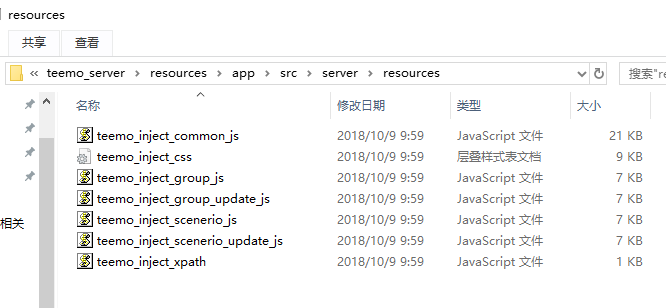 resources
共享 查看
« teemo_server › resources › app › src › server › resources 搜索"re
名称 修改日期 类型 大小
teemo_inject_common_js 2018/10/9 9:59 JavaScript 文件 21 KB
teemo_inject_css 2018/10/9 9:59 层叠样式表文档 9 KB
teemo_inject_group_js 2018/10/9 9:59 JavaScript 文件 7 KB
teemo_inject_group_update_js 2018/10/9 9:59 JavaScript 文件 7 KB
teemo_inject_scenerio_js 2018/10/9 9:59 JavaScript 文件 7 KB
相关
teemo_inject_scenerio_update_js 2018/10/9 9:59 JavaScript 文件 7 KB
teemo_inject_xpath 2018/10/9 9:59 JavaScript 文件 1 KB